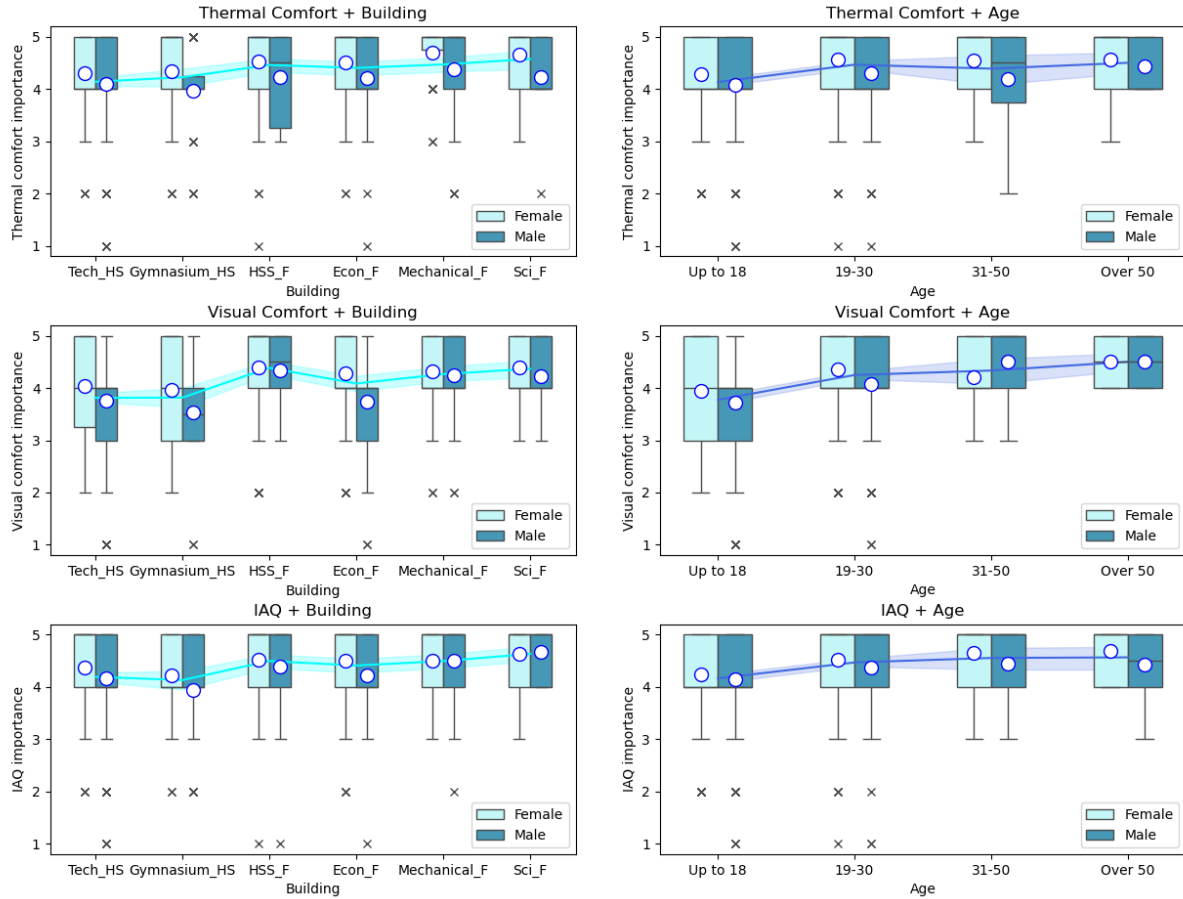 Thermal Comfort + Building
5
4
3
2
1
Thermal comfort importance
Female
Male
Tech_HS Gymnasium_HS HSS_F Econ_F Mechanical_F Sci_F
Building
Thermal Comfort + Age
5
4
3
2
1
Thermal comfort importance
Female
Male
Up to 18 19-30 31-50 Over 50
Age
Visual Comfort + Building
5
4
3
2
1
Visual comfort importance
Female
Male
Tech_HS Gymnasium_HS HSS_F Econ_F Mechanical_F Sci_F
Building
Visual Comfort + Age
5
4
3
2
1
Visual comfort importance
Female
Male
Up to 18 19-30 31-50 Over 50
Age
IAQ + Building
5
4
3
2
1
IAQ importance
Female
Male
Tech_HS Gymnasium_HS HSS_F Econ_F Mechanical_F Sci_F
Building
IAQ + Age
5
4
3
2
1
IAQ importance
Female
Male
Up to 18 19-30 31-50 Over 50
Age